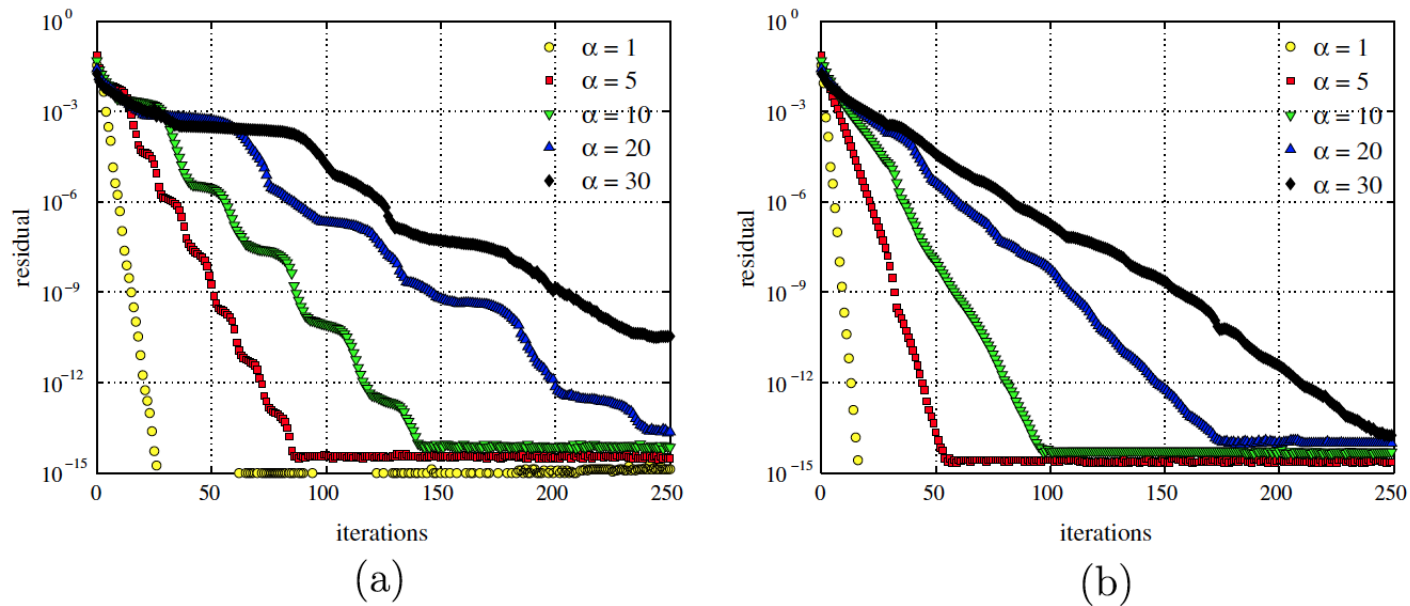 10^0
10^-3
10^-6
10^-9
10^-12
10^-15
residual
0
50
100
150
200
250
iterations
α = 1
α = 5
α = 10
α = 20
α = 30
(a)
10^0
10^-3
10^-6
10^-9
10^-12
10^-15
residual
0
50
100
150
200
250
iterations
α = 1
α = 5
α = 10
α = 20
α = 30
(b)